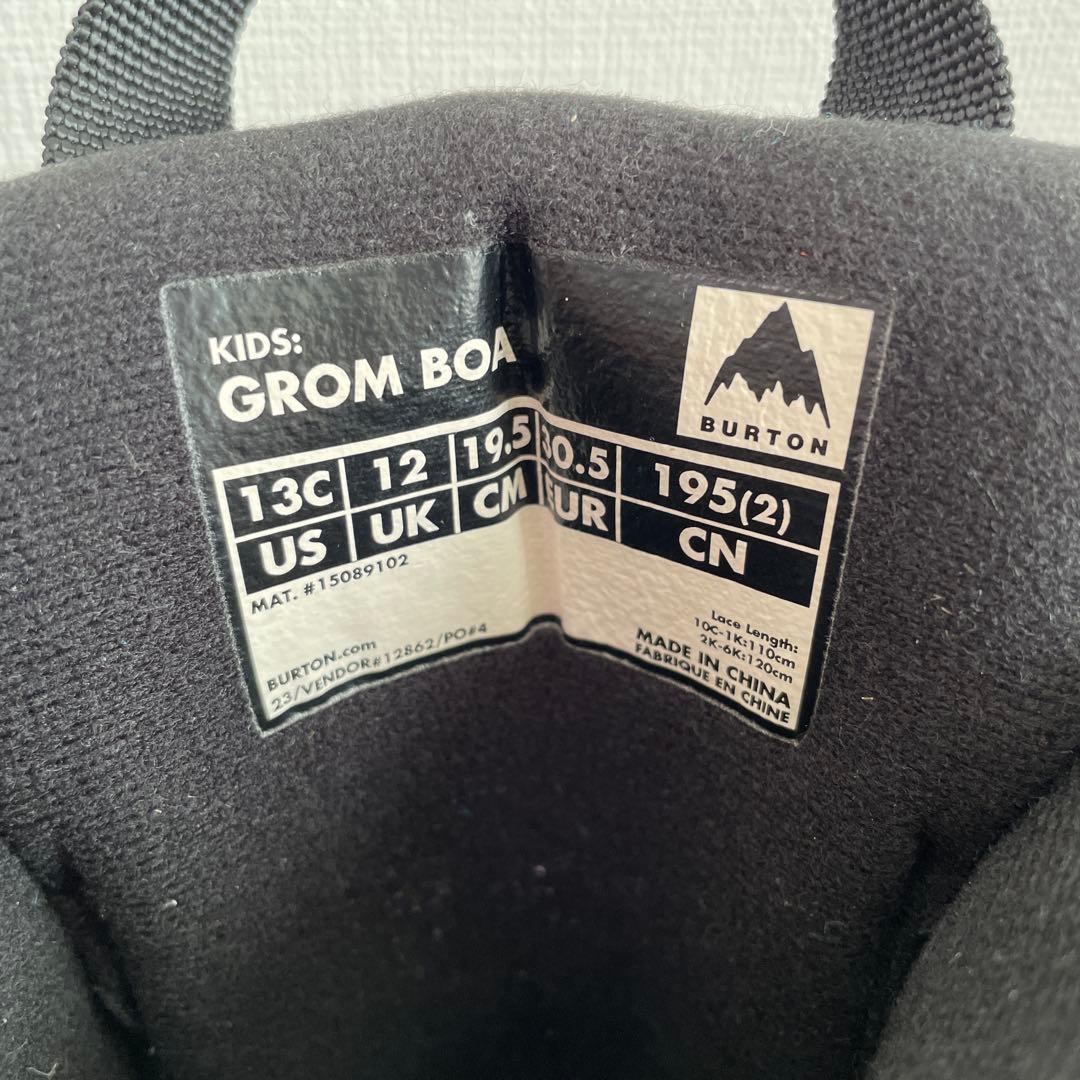 KIDS:
GROM BOA
BURTON
13C 12 19.5 30.5 195(2)
US UK CM EUR CN
MAT. #15089102
BURTON.com
23/VENDOR#12862/PO#4
Lace Length:
10C-1K:110cm
2K-6K:120cm
MADE IN CHINA
FABRIQUE EN CHINE